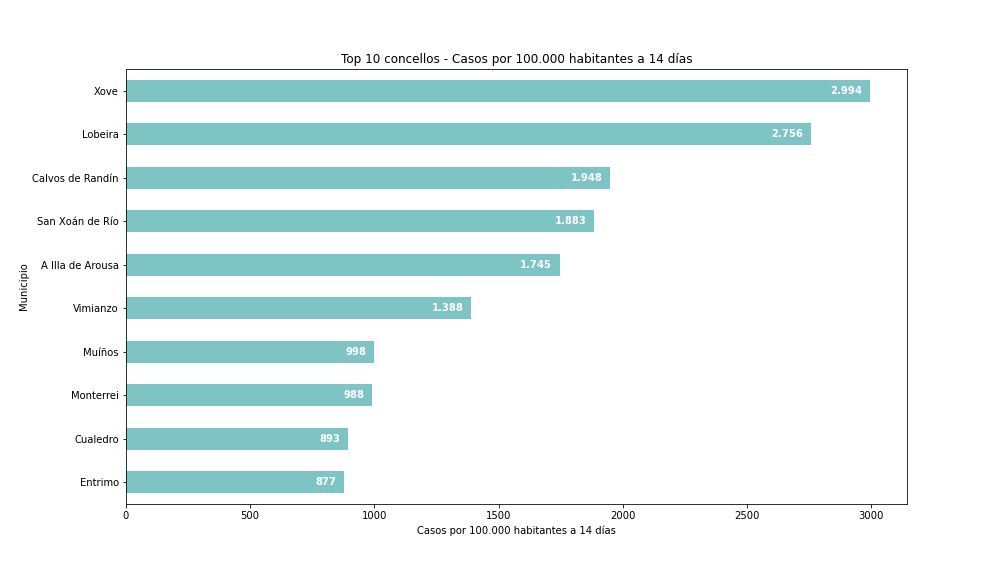 Top 10 concellos - Casos por 100.000 habitantes a 14 días
Municipio
Xove 2.994
Lobeira 2.756
Calvos de Randín 1.948
San Xoán de Río 1.883
A Illa de Arousa 1.745
Vimianzo 1.388
Muíños 998
Monterrei 988
Cualedro 893
Entrimo 877
0 500 1000 1500 2000 2500 3000
Casos por 100.000 habitantes a 14 días